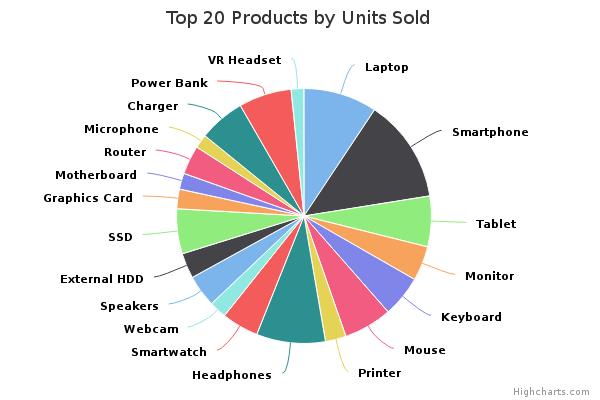 Top 20 Products by Units Sold
VR Headset
Laptop
Power Bank
Charger
Smartphone
Microphone
Router
Motherboard
Graphics Card
Tablet
SSD
Monitor
External HDD
Speakers
Keyboard
Webcam
Smartwatch
Mouse
Printer
Headphones
Highcharts.com